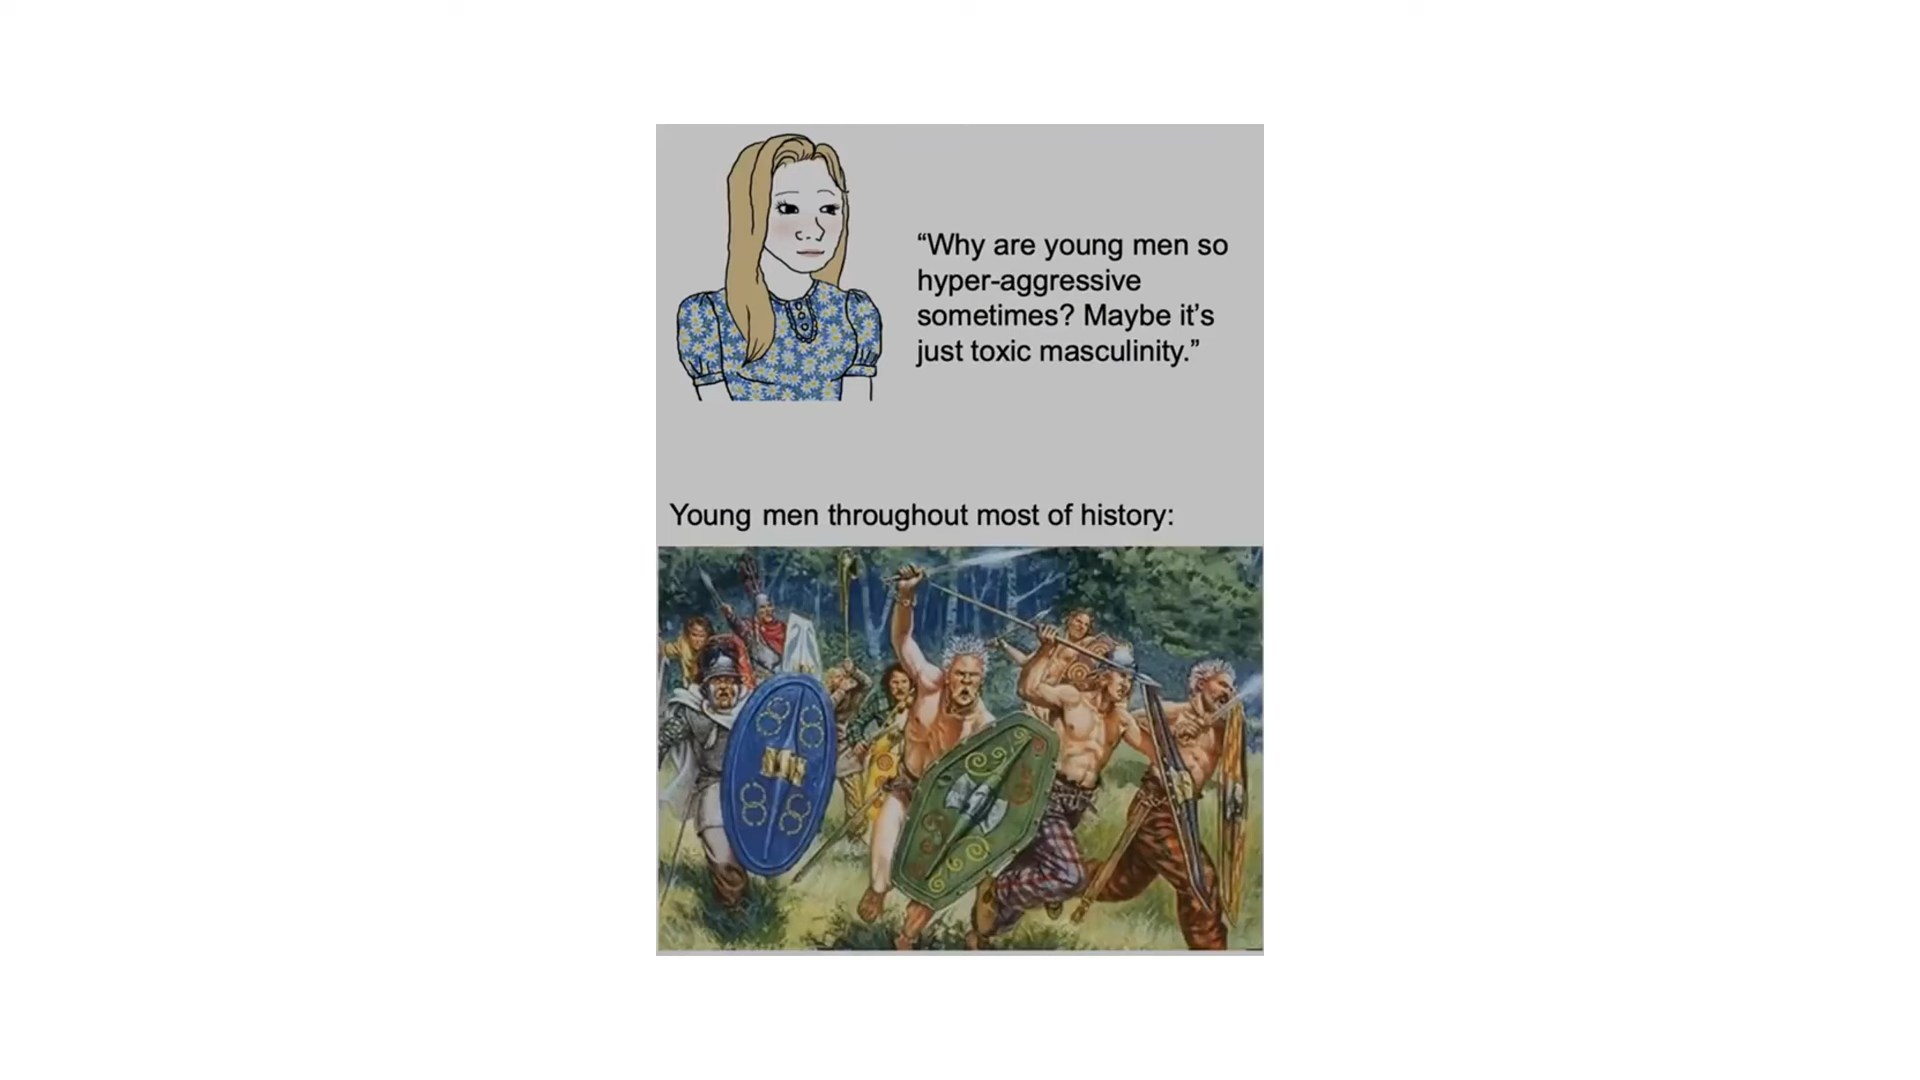 “Why are young men so
hyper-aggressive
sometimes? Maybe it’s
just toxic masculinity.”
Young men throughout most of history: